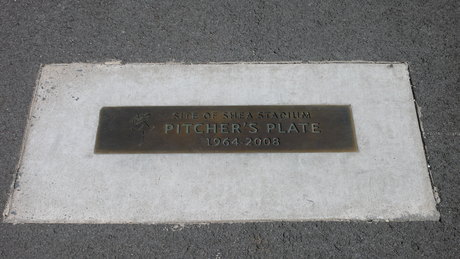 SITE OF SHEA STADIUM
PITCHER'S PLATE
1964-2008